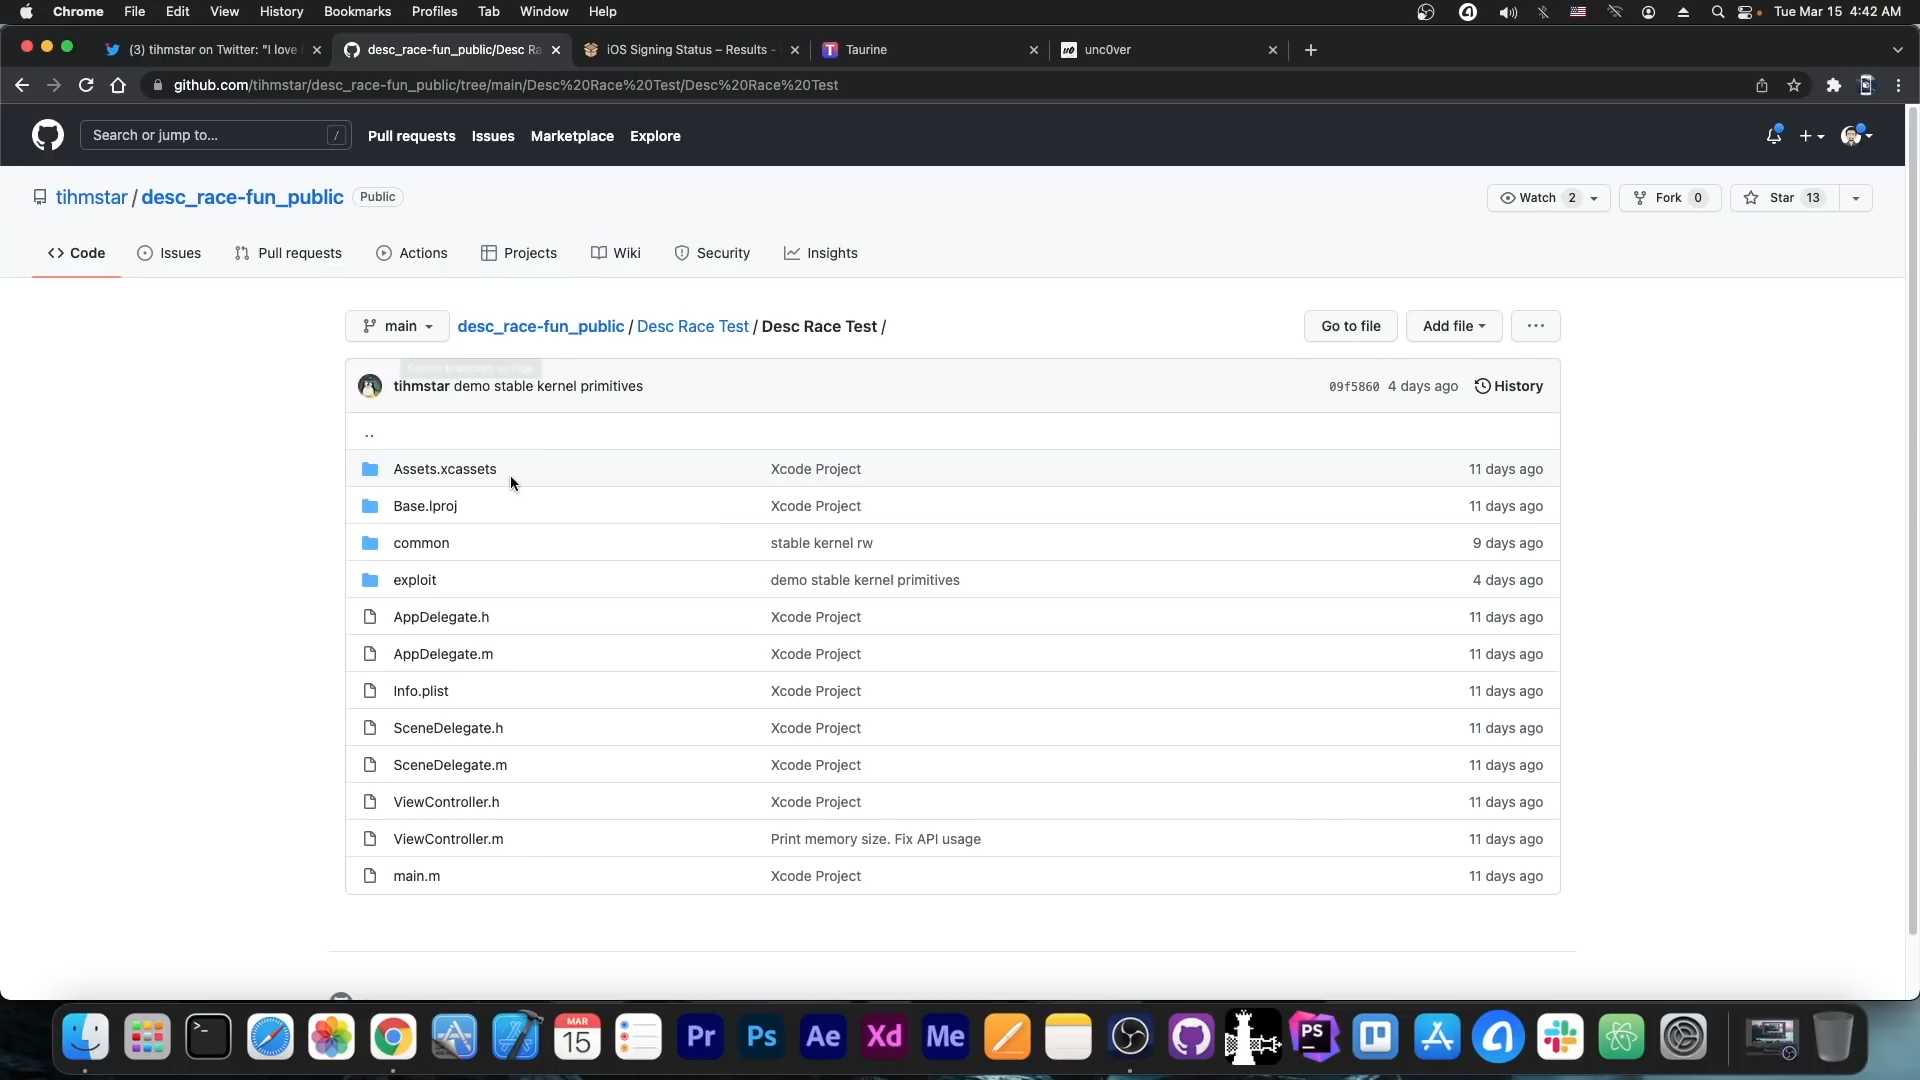 Chrome File Edit View History Bookmarks Profiles Tab Window Help Tue Mar 15 4:42 AM
(3) tihmstar on Twitter: "I love desc_race-fun_public/Desc Ra iOS Signing Status – Results - Taurine unc0ver
github.com/tihmstar/desc_race-fun_public/tree/main/Desc%20Race%20Test/Desc%20Race%20Test
Search or jump to... / Pull requests Issues Marketplace Explore
tihmstar / desc_race-fun_public Public Watch 2 Fork 0 Star 13
<> Code Issues Pull requests Actions Projects Wiki Security Insights
main desc_race-fun_public / Desc Race Test / Desc Race Test / Go to file Add file ...
tihmstar demo stable kernel primitives 09f5860 4 days ago History
..
Assets.xcassets Xcode Project 11 days ago
Base.lproj Xcode Project 11 days ago
common stable kernel rw 9 days ago
exploit demo stable kernel primitives 4 days ago
AppDelegate.h Xcode Project 11 days ago
AppDelegate.m Xcode Project 11 days ago
Info.plist Xcode Project 11 days ago
SceneDelegate.h Xcode Project 11 days ago
SceneDelegate.m Xcode Project 11 days ago
ViewController.h Xcode Project 11 days ago
ViewController.m Print memory size. Fix API usage 11 days ago
main.m Xcode Project 11 days ago
MAR
15
Pr Ps Ae Xd Me PS